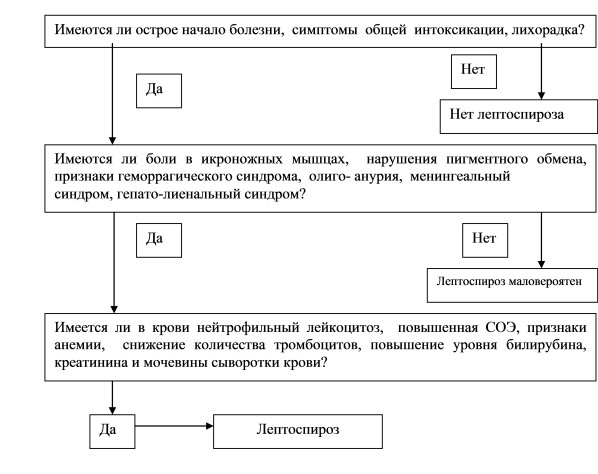 Имеются ли острое начало болезни, симптомы общей интоксикации, лихорадка?
Да
Нет
Нет лептоспироза
Имеются ли боли в икроножных мышцах, нарушения пигментного обмена,
признаки геморрагического синдрома, олиго- анурия, менингеальный
синдром, гепато-лиенальный синдром?
Да
Нет
Лептоспироз маловероятен
Имеется ли в крови нейтрофильный лейкоцитоз, повышенная СОЭ, признаки
анемии, снижение количества тромбоцитов, повышение уровня билирубина,
креатинина и мочевины сыворотки крови?
Да
Лептоспироз